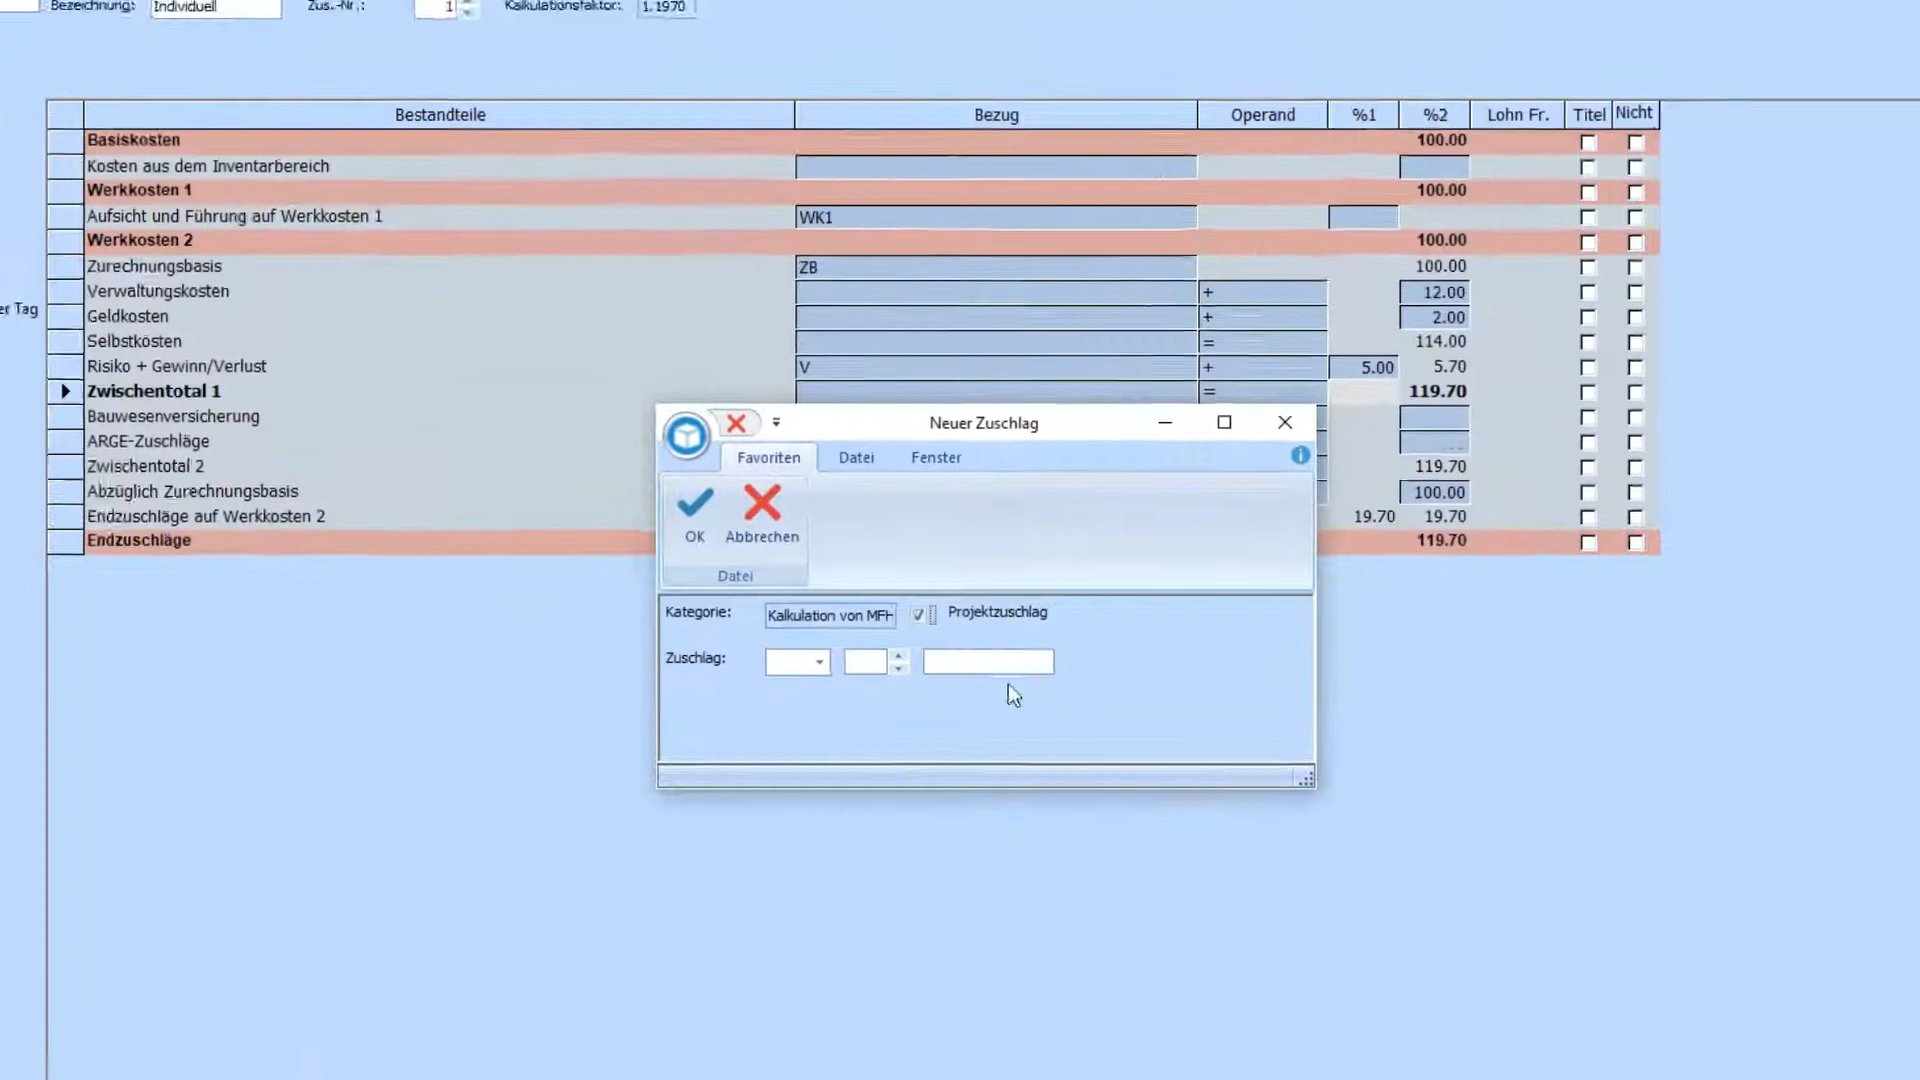 Bezeichnung: Individuell Zus.-Nr.: 1 Kalkulationsfaktor: 1.1970
Bestandteile Bezug Operand %1 %2 Lohn Fr. Titel Nicht
Basiskosten 100.00
Kosten aus dem Inventarbereich
Werkkosten 1 100.00
Aufsicht und Führung auf Werkkosten 1 WK1
Werkkosten 2 100.00
Zurechnungsbasis ZB 100.00
Verwaltungskosten + 12.00
er Tag
Geldkosten + 2.00
Selbstkosten = 114.00
Risiko + Gewinn/Verlust V + 5.00 5.70
Zwischentotal 1 = 119.70
Bauwesenversicherung
ARGE-Zuschläge ...
Zwischentotal 2 119.70
Abzüglich Zurechnungsbasis 100.00
Endzuschläge auf Werkkosten 2 19.70 19.70
Endzuschläge 119.70
Neuer Zuschlag
Favoriten Datei Fenster
OK Abbrechen
Datei
Kategorie: Kalkulation von MFH Projektzuschlag
Zuschlag: